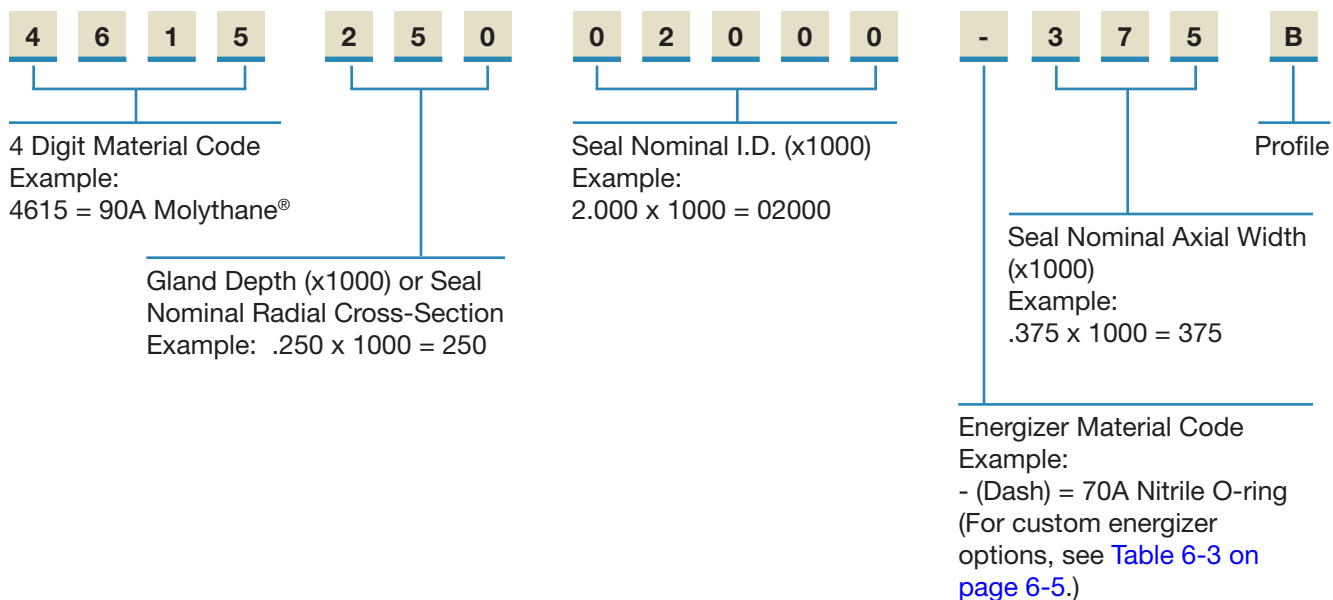 4 6 1 5 2 5 0 0 2 0 0 0 - 3 7 5 B
4 Digit Material Code
Example:
4615 = 90A Molythane®
Gland Depth (x1000) or Seal
Nominal Radial Cross-Section
Example: .250 x 1000 = 250
Seal Nominal I.D. (x1000)
Example:
2.000 x 1000 = 02000
Profile
Seal Nominal Axial Width
(x1000)
Example:
.375 x 1000 = 375
Energizer Material Code
Example:
- (Dash) = 70A Nitrile O-ring
(For custom energizer
options, see Table 6-3 on
page 6-5.)